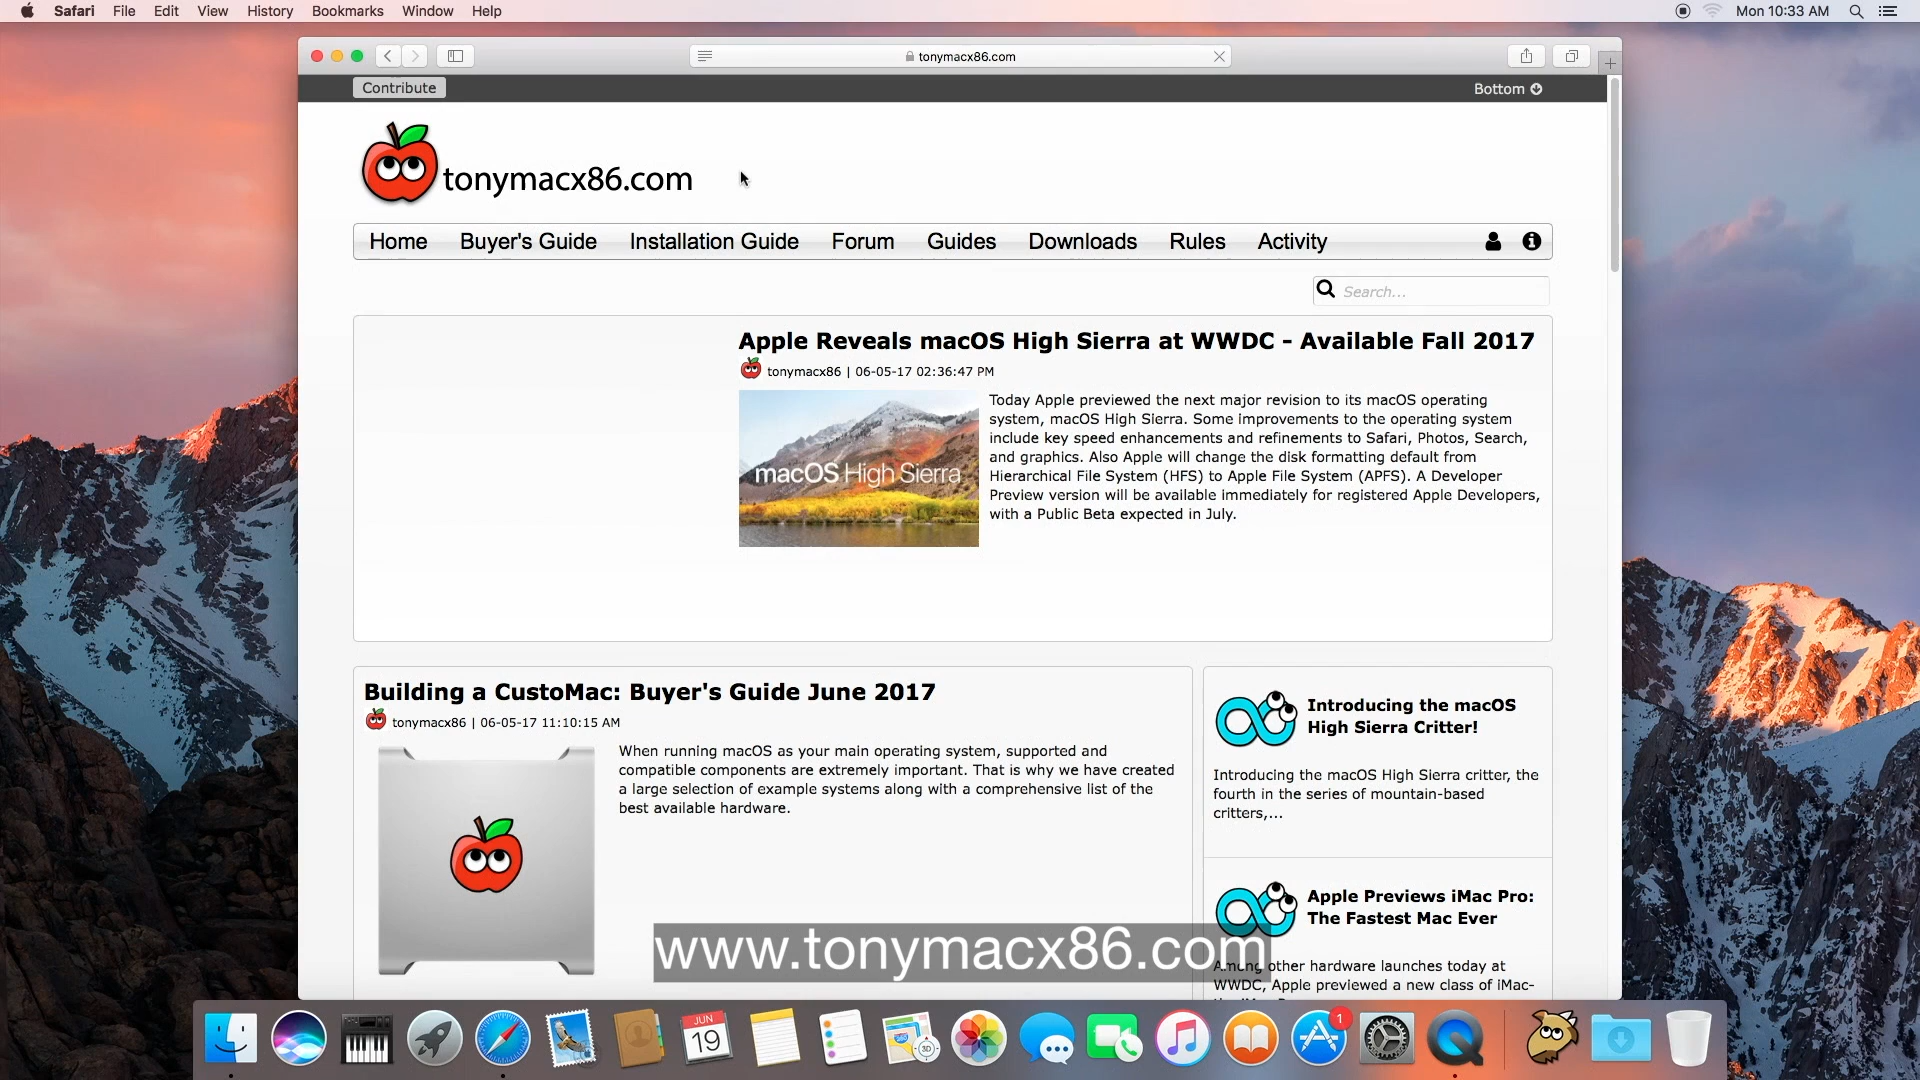 Safari File Edit View History Bookmarks Window Help
Mon 10:33 AM
tonymacx86.com
Contribute
Bottom
tonymacx86.com
Home Buyer's Guide Installation Guide Forum Guides Downloads Rules Activity
Search...
Apple Reveals macOS High Sierra at WWDC - Available Fall 2017
tonymacx86 | 06-05-17 02:36:47 PM
macOS High Sierra
Today Apple previewed the next major revision to its macOS operating
system, macOS High Sierra. Some improvements to the operating system
include key speed enhancements and refinements to Safari, Photos, Search,
and graphics. Also Apple will change the disk formatting default from
Hierarchical File System (HFS) to Apple File System (APFS). A Developer
Preview version will be available immediately for registered Apple Developers,
with a Public Beta expected in July.
Building a CustoMac: Buyer's Guide June 2017
tonymacx86 | 06-05-17 11:10:15 AM
When running macOS as your main operating system, supported and
compatible components are extremely important. That is why we have created
a large selection of example systems along with a comprehensive list of the
best available hardware.
Introducing the macOS
High Sierra Critter!
Introducing the macOS High Sierra critter, the
fourth in the series of mountain-based
critters,...
Apple Previews iMac Pro:
The Fastest Mac Ever
Among other hardware launches today at
WWDC, Apple previewed a new class of iMac-
www.tonymacx86.com
JUN
19
3D
1